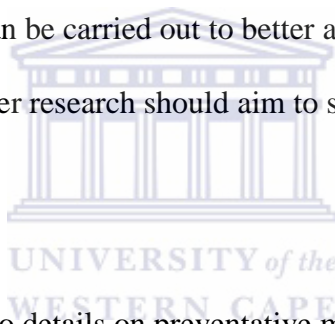 n be carried out to better a
er research should aim to s
UNIVERSITY of the
WESTERN CAPE
o details on preventative